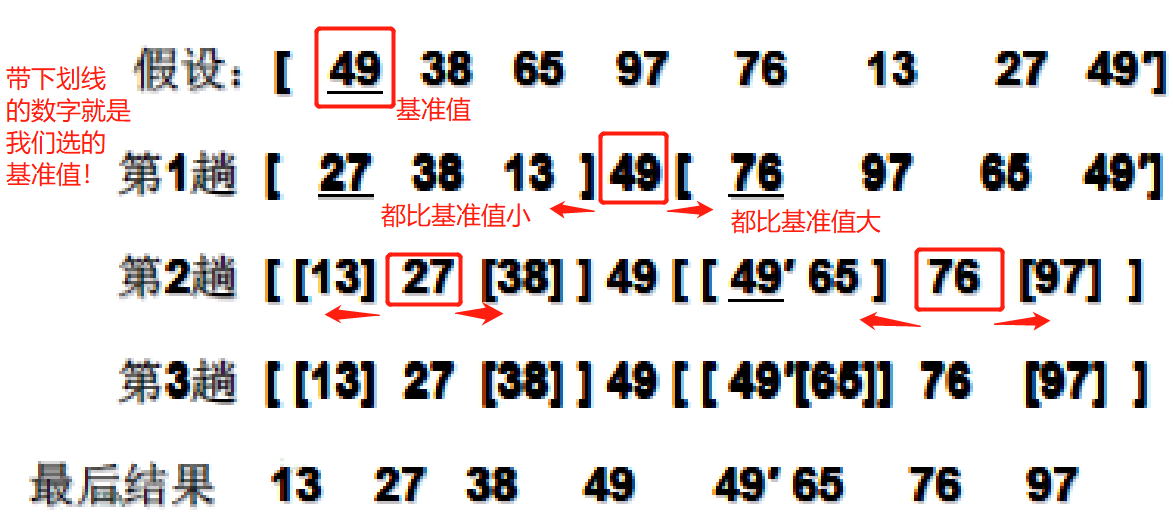 假设：[ 49 38 65 97 76 13 27 49′]
带下划线
的数字就是
我们选的
基准值！
基准值
第1趟 [ 27 38 13 ] 49 [ 76 97 65 49′]
都比基准值小 都比基准值大
第2趟 [ [13] 27 [38] ] 49 [ [ 49′ 65 ] 76 [97] ]
第3趟 [ [13] 27 [38] ] 49 [ [ 49′[65]] 76 [97] ]
最后结果 13 27 38 49 49′ 65 76 97